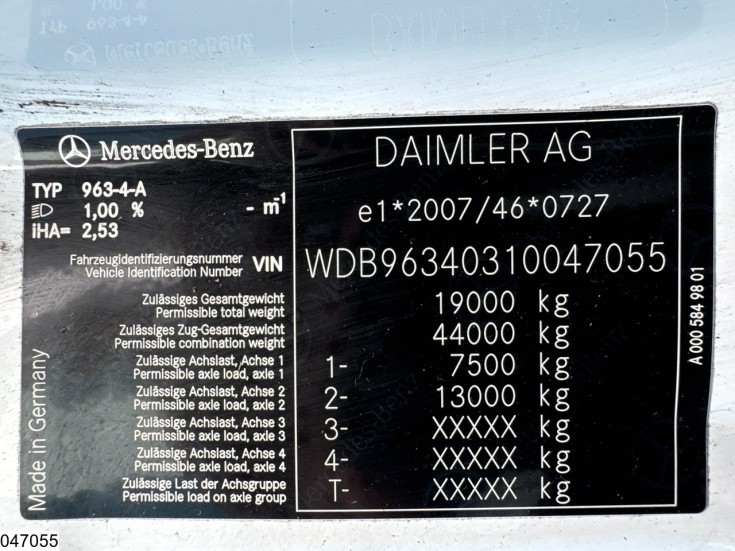 Mercedes-Benz
DAIMLER AG
TYP 963-4-A
1,00 % - m-1
iHA= 2,53
e1*2007/46*0727
Fahrzeugidentifizierungsnummer
Vehicle Identification Number VIN WDB96340310047055
Zulässiges Gesamtgewicht
Permissible total weight 19000 kg
Zulässiges Zug-Gesamtgewicht
Permissible combination weight 44000 kg
Zulässige Achslast, Achse 1
Permissible axle load, axle 1 1- 7500 kg
Zulässige Achslast, Achse 2
Permissible axle load, axle 2 2- 13000 kg
Zulässige Achslast, Achse 3
Permissible axle load, axle 3 3- XXXXX kg
Zulässige Achslast, Achse 4
Permissible axle load, axle 4 4- XXXXX kg
Zulässige Last der Achsgruppe
Permissible load on axle group T- XXXXX kg
Made in Germany
A 000 584 98 01
047055